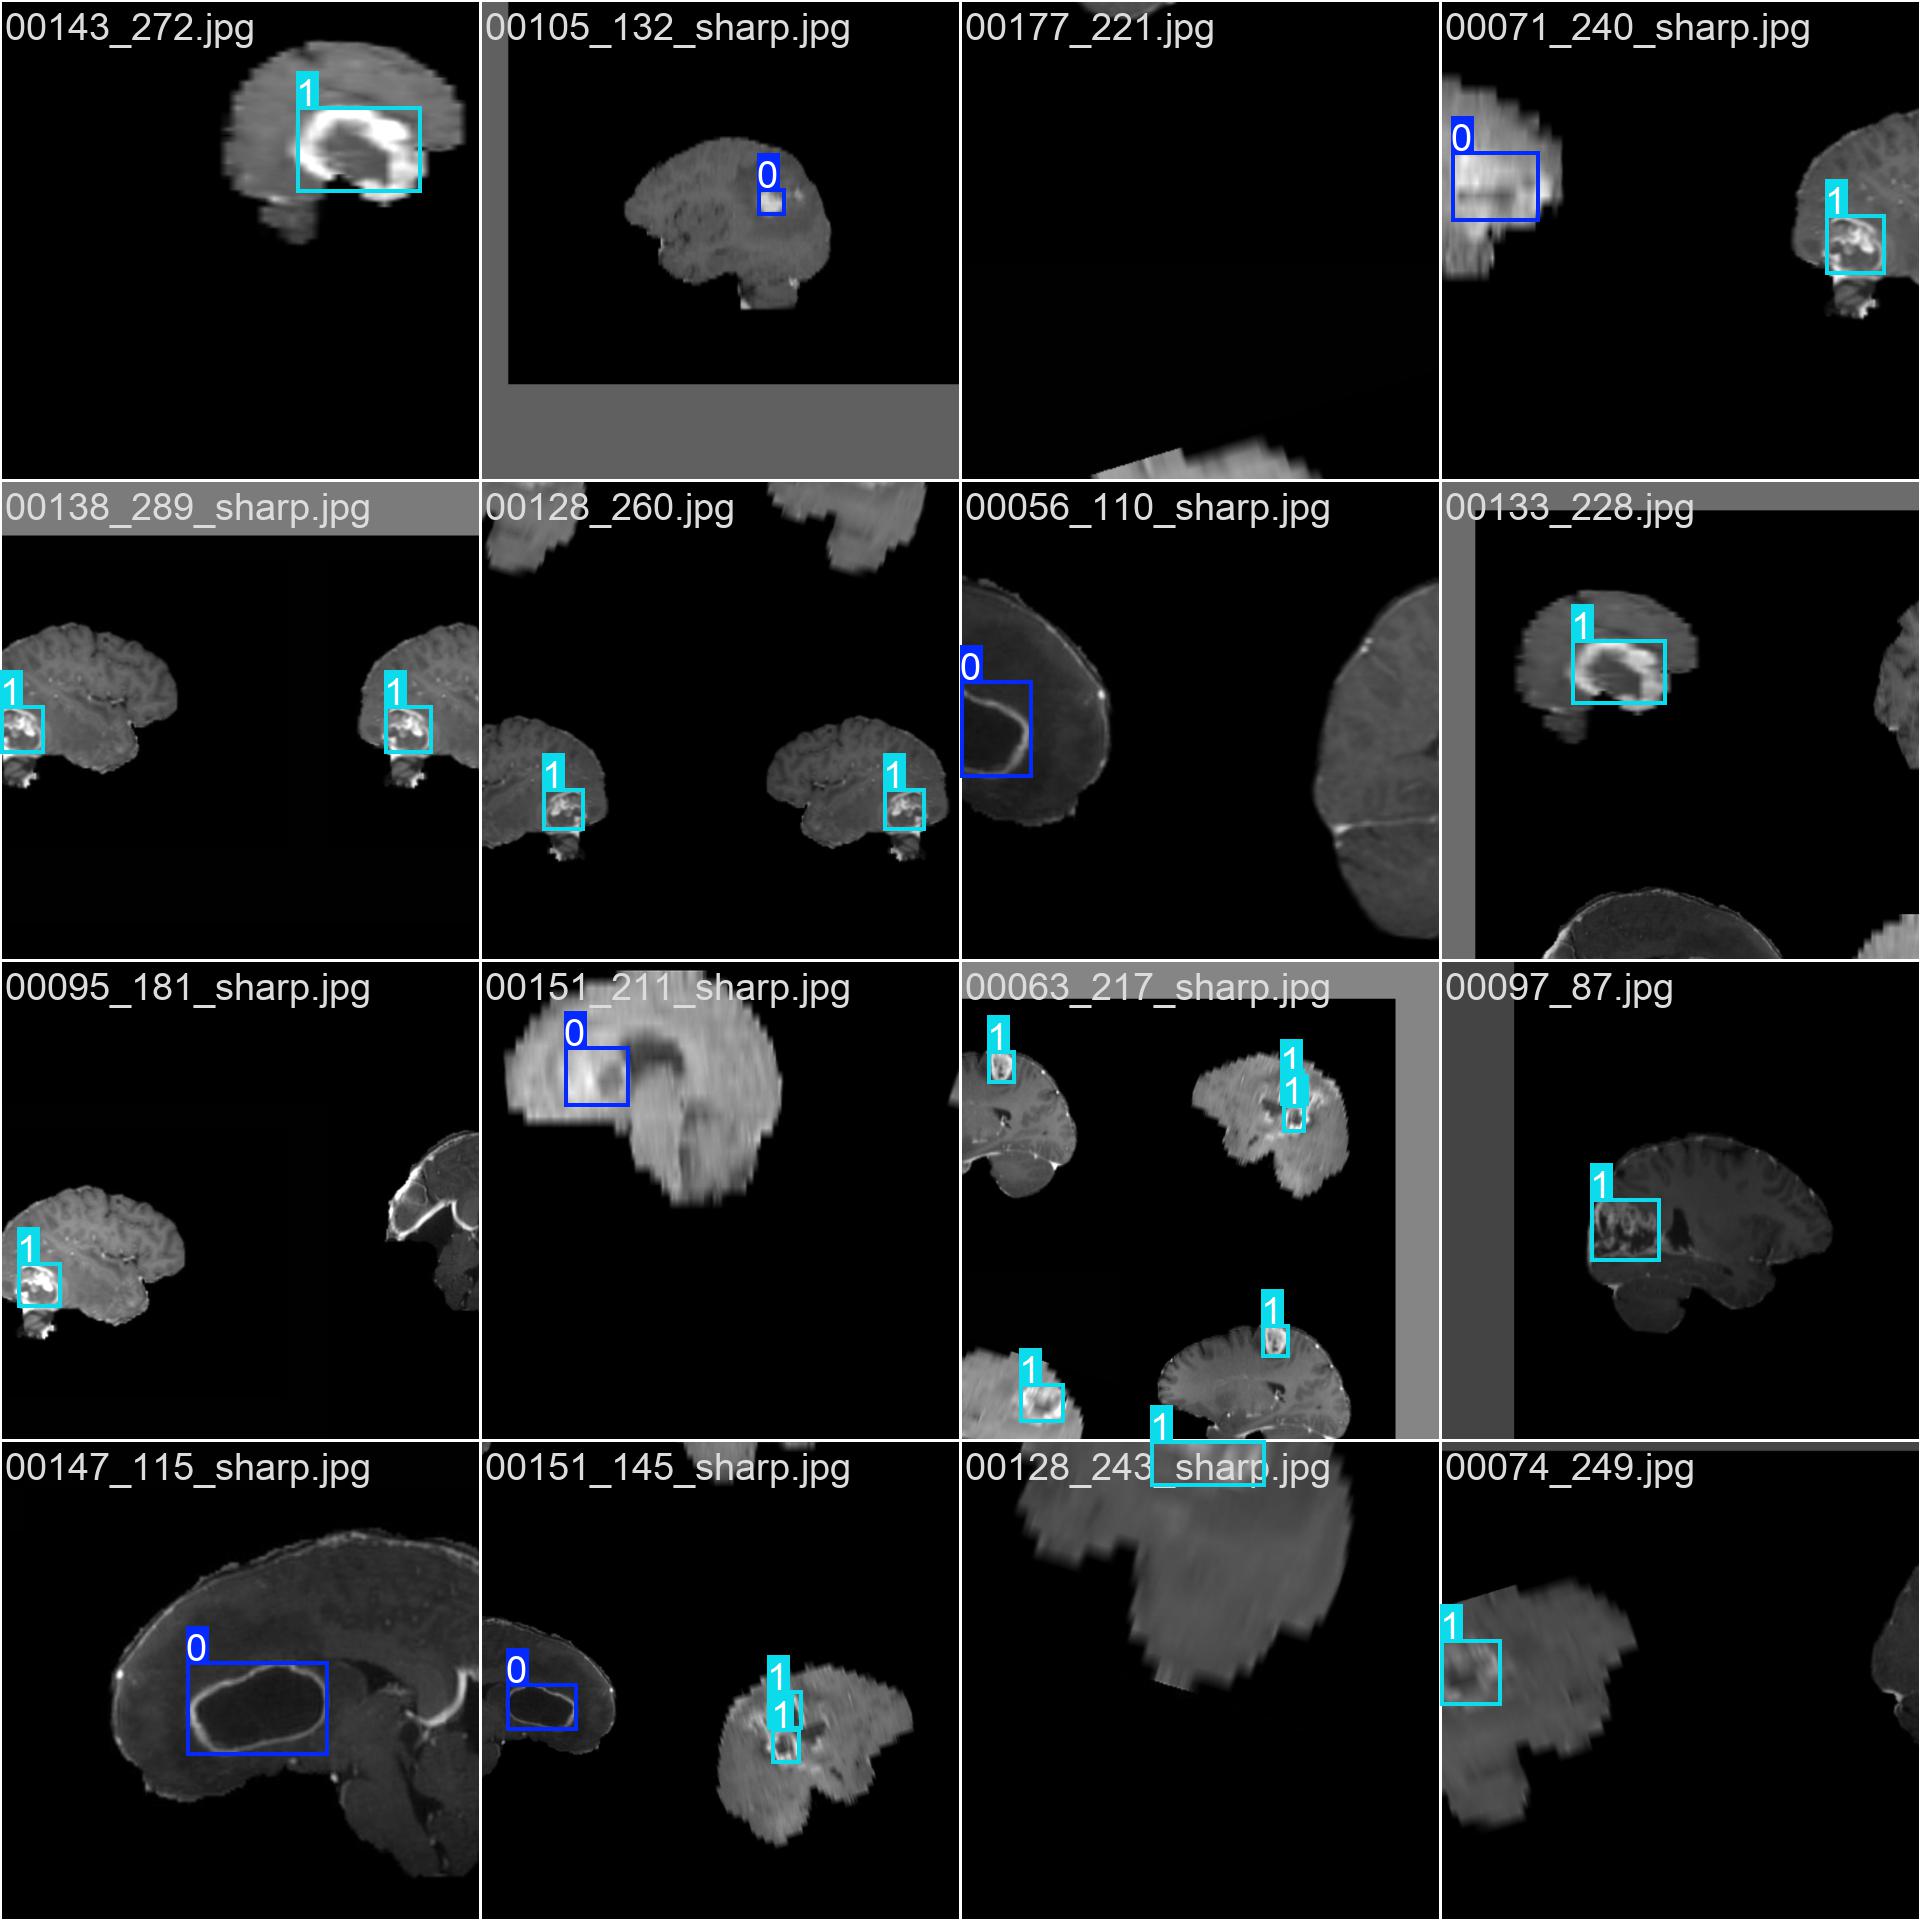 00143_272.jpg
00105_132_sharp.jpg
00177_221.jpg
00071_240_sharp.jpg
1
0
0
1
00138_289_sharp.jpg
00128_260.jpg
00056_110_sharp.jpg
00133_228.jpg
1
1
1
1
0
1
00095_181_sharp.jpg
00151_211_sharp.jpg
00063_217_sharp.jpg
00097_87.jpg
1
0
1
1
1
1
1
1
00147_115_sharp.jpg
00151_145_sharp.jpg
00128_243_sharp.jpg
00074_249.jpg
0
0
1
1
1
1